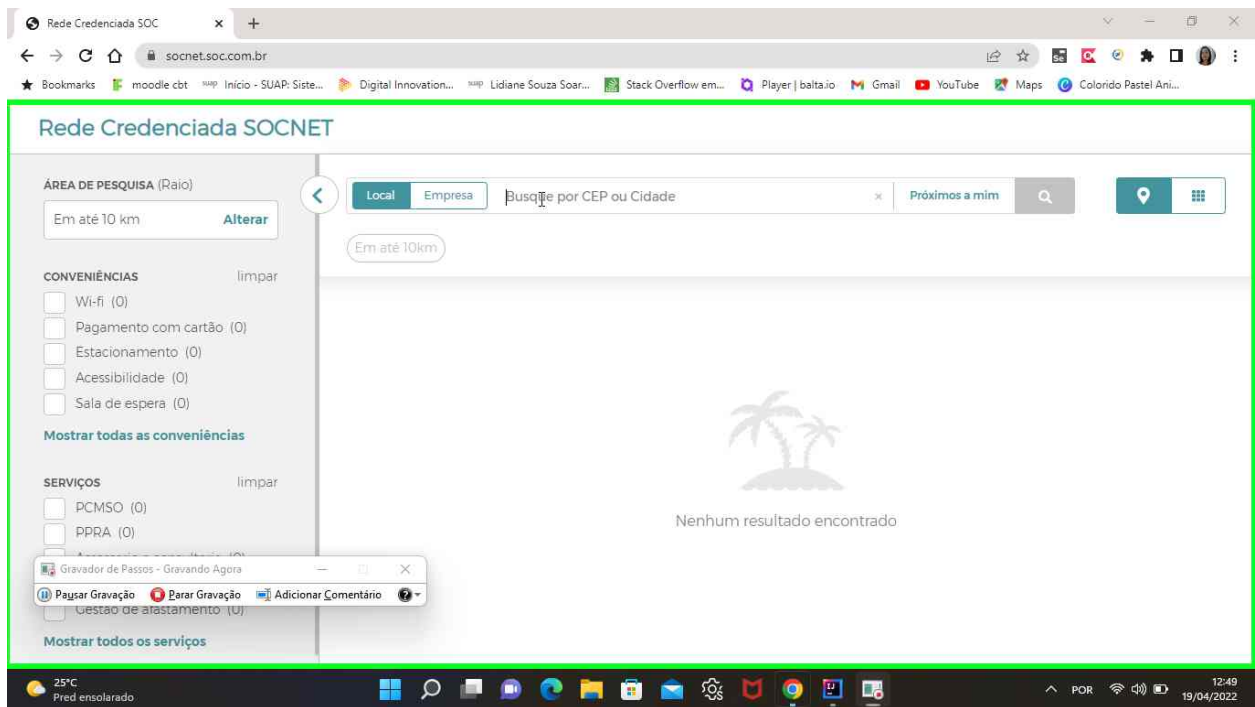 Rede Credenciada SOC
socnet.soc.com.br
Bookmarks moodle cbt suap Início - SUAP: Siste... Digital Innovation... suap Lidiane Souza Soar... Stack Overflow em... Player | balta.io Gmail YouTube Maps Colorido Pastel Ani...
Rede Credenciada SOCNET
ÁREA DE PESQUISA (Raio)
Em até 10 km Alterar
Local Empresa Busque por CEP ou Cidade Próximos a mim
Em até 10km
CONVENIÊNCIAS limpar
Wi-fi (0)
Pagamento com cartão (0)
Estacionamento (0)
Acessibilidade (0)
Sala de espera (0)
Mostrar todas as conveniências
SERVIÇOS limpar
PCMSO (0)
PPRA (0)
Nenhum resultado encontrado
Gravador de Passos - Gravando Agora
Pausar Gravação Parar Gravação Adicionar Comentário
Gestão de afastamento (0)
Mostrar todos os serviços
25°C
Pred ensolarado
POR 12:49
19/04/2022